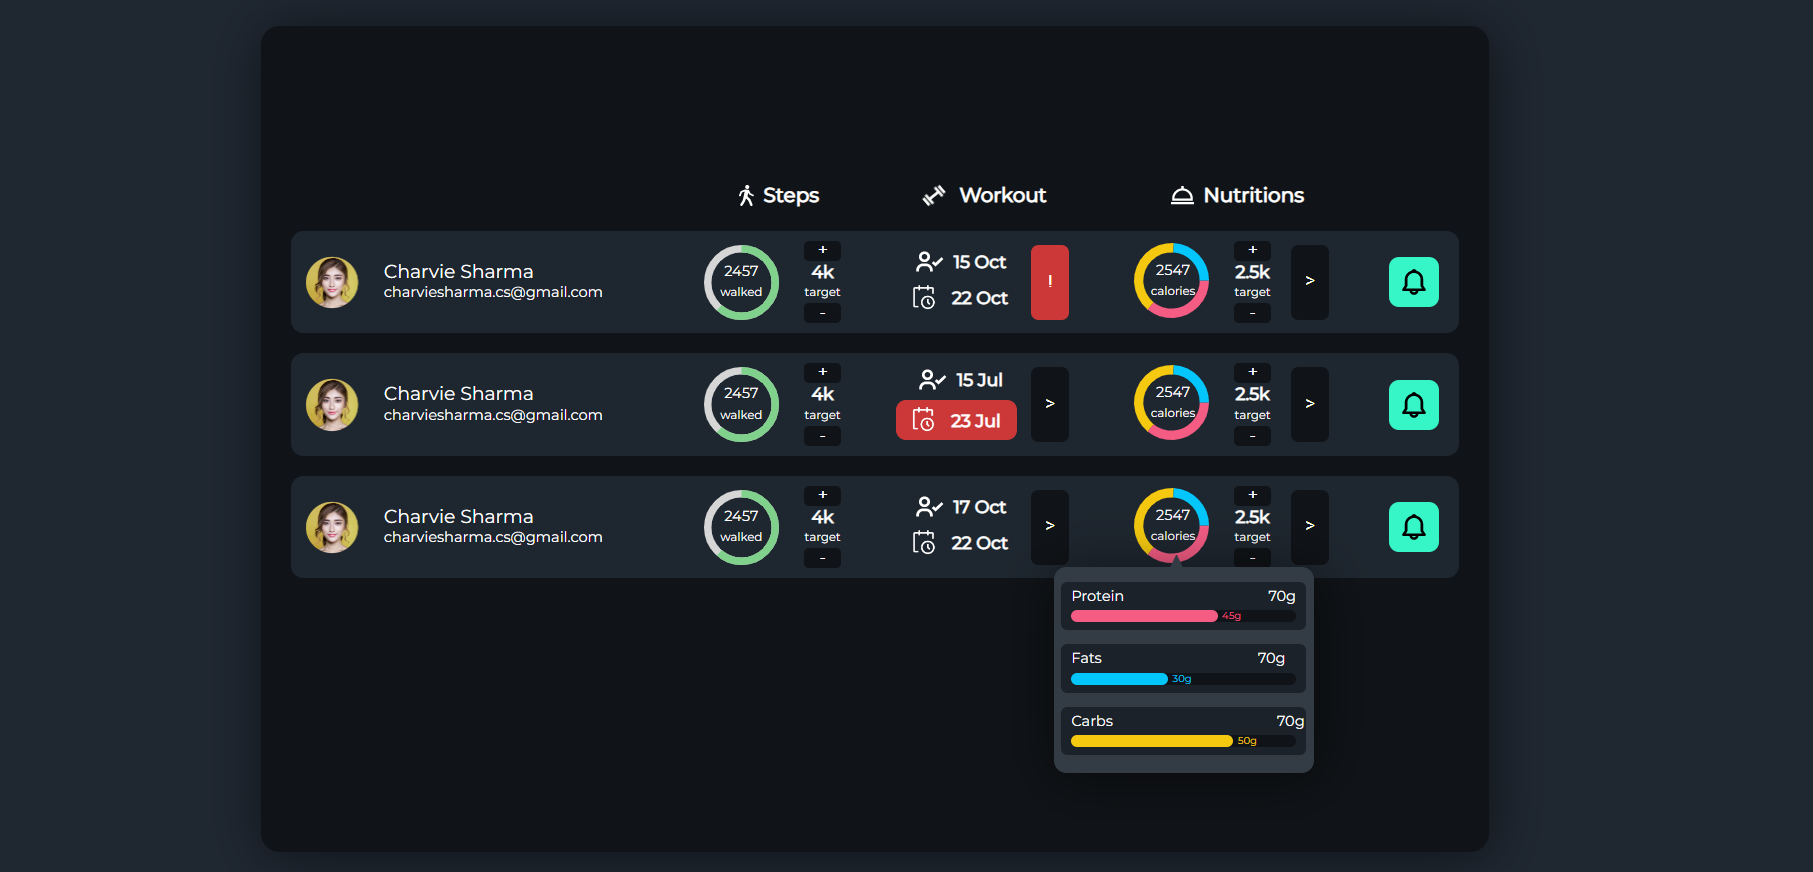 Steps Workout Nutritions
Charvie Sharma
charviesharma.cs@gmail.com
2457
walked
+
4k
target
-
15 Oct
22 Oct
!
2547
calories
+
2.5k
target
-
>
Charvie Sharma
charviesharma.cs@gmail.com
2457
walked
+
4k
target
-
15 Jul
23 Jul
>
2547
calories
+
2.5k
target
-
>
Charvie Sharma
charviesharma.cs@gmail.com
2457
walked
+
4k
target
-
17 Oct
22 Oct
>
2547
calories
+
2.5k
target
-
>
Protein 70g
45g
Fats 70g
30g
Carbs 70g
50g